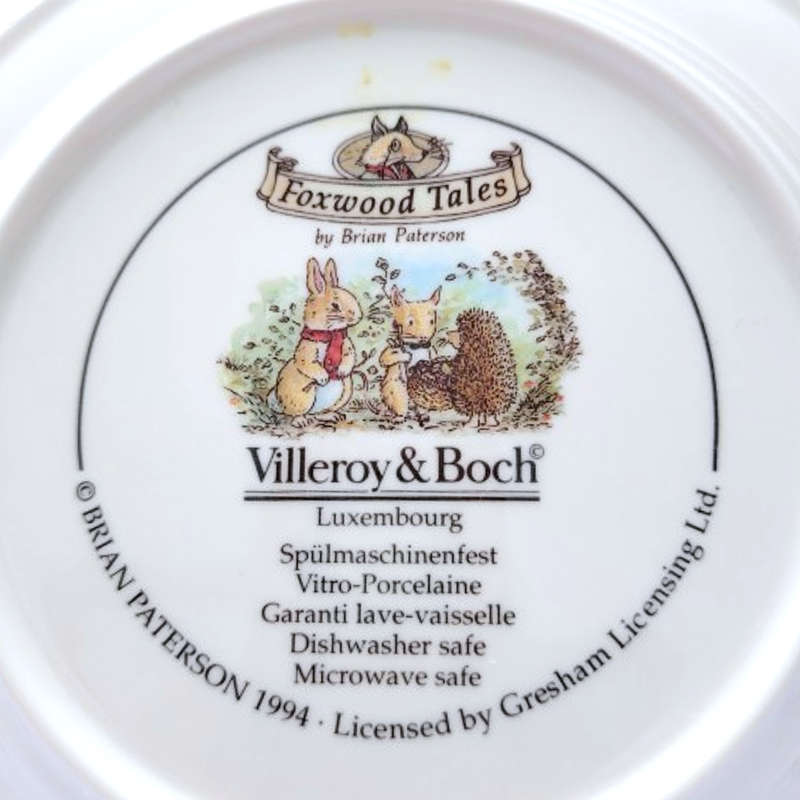 Foxwood Tales
by Brian Paterson
Villeroy & Boch©
Luxembourg
Spülmaschinenfest
Vitro-Porcelaine
Garanti lave-vaisselle
Dishwasher safe
Microwave safe
© BRIAN PATERSON 1994 · Licensed by Gresham Licensing Ltd.